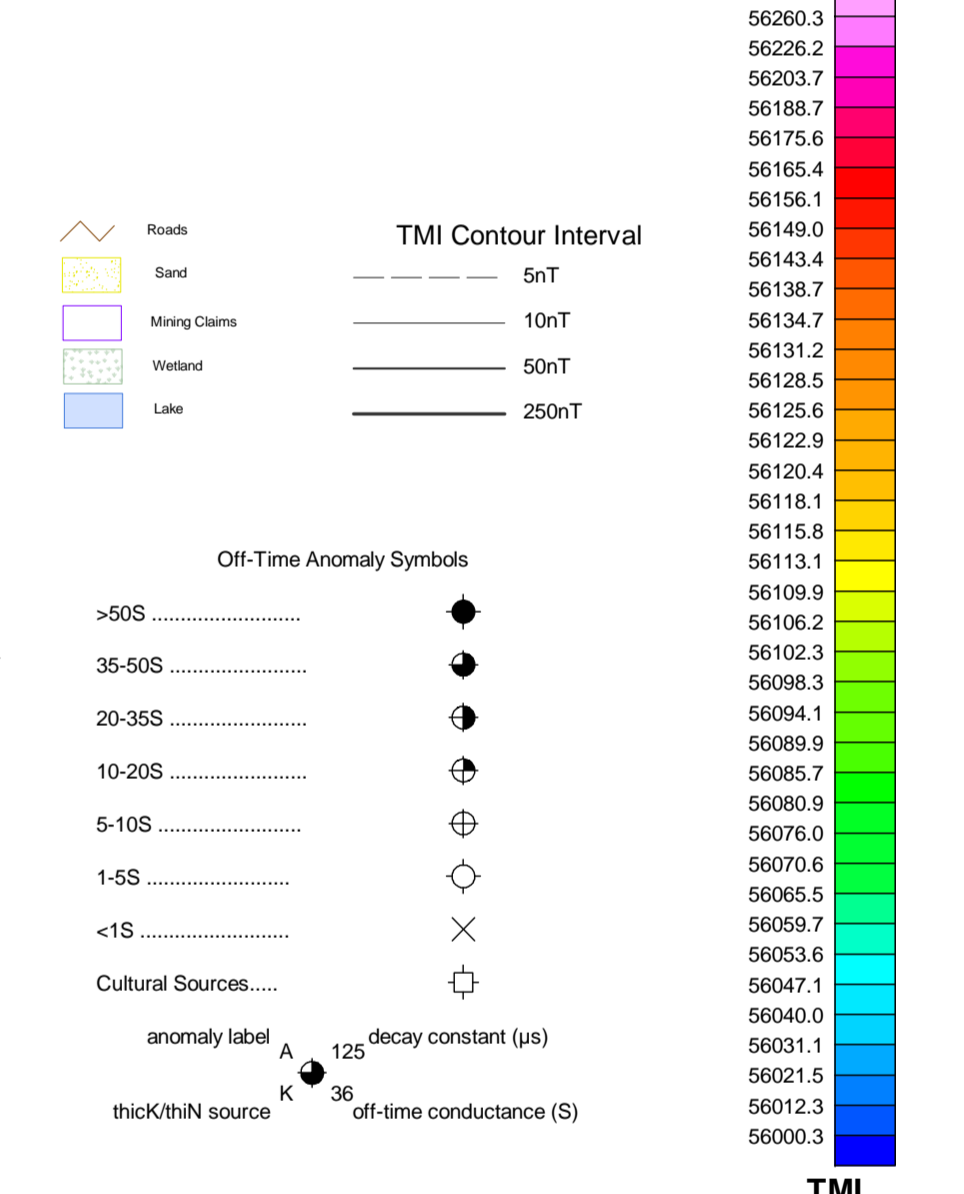 Roads
Sand
Mining Claims
Wetland
Lake
TMI Contour Interval
5nT
10nT
50nT
250nT
Off-Time Anomaly Symbols
>50S ..........................
35-50S ........................
20-35S ........................
10-20S ........................
5-10S .........................
1-5S .........................
<1S ..........................
Cultural Sources.....
anomaly label
A
125
decay constant (µs)
K
36
thicK/thiN source
off-time conductance (S)
56260.3
56226.2
56203.7
56188.7
56175.6
56165.4
56156.1
56149.0
56143.4
56138.7
56134.7
56131.2
56128.5
56125.6
56122.9
56120.4
56118.1
56115.8
56113.1
56109.9
56106.2
56102.3
56098.3
56094.1
56089.9
56085.7
56080.9
56076.0
56070.6
56065.5
56059.7
56053.6
56047.1
56040.0
56031.1
56021.5
56012.3
56000.3
TMI